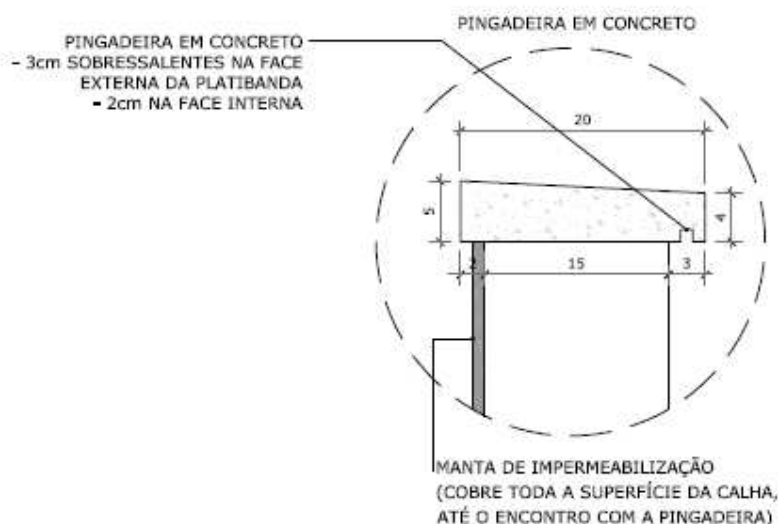 PINGADEIRA EM CONCRETO
PINGADEIRA EM CONCRETO
- 3cm SOBRESSALENTES NA FACE
EXTERNA DA PLATIBANDA
- 2cm NA FACE INTERNA
20
5
4
2
15
3
MANTA DE IMPERMEABILIZAÇÃO
(COBRE TODA A SUPERFÍCIE DA CALHA,
ATÉ O ENCONTRO COM A PINGADEIRA)